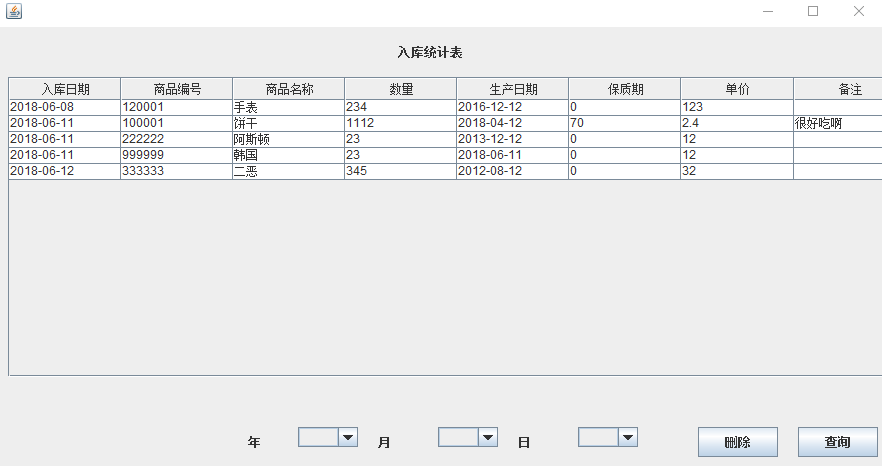 入库统计表
入库日期 商品编号 商品名称 数量 生产日期 保质期 单价 备注
2018-06-08 120001 手表 234 2016-12-12 0 123
2018-06-11 100001 饼干 1112 2018-04-12 70 2.4 很好吃啊
2018-06-11 222222 阿斯顿 23 2013-12-12 0 12
2018-06-11 999999 韩国 23 2018-06-11 0 12
2018-06-12 333333 二恶 345 2012-08-12 0 32
年 月 日 删除 查询